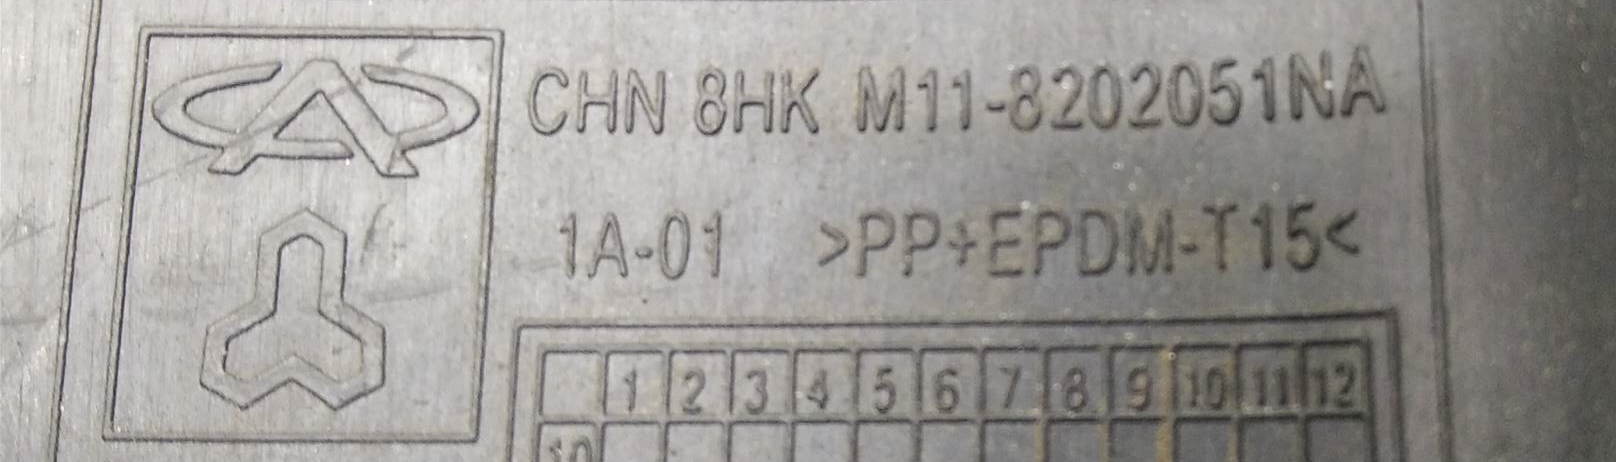 CHN 8HK M11-8202051NA
1A-01 >PP+EPDM-T15<
1 2 3 4 5 6 7 8 9 10 11 12
10